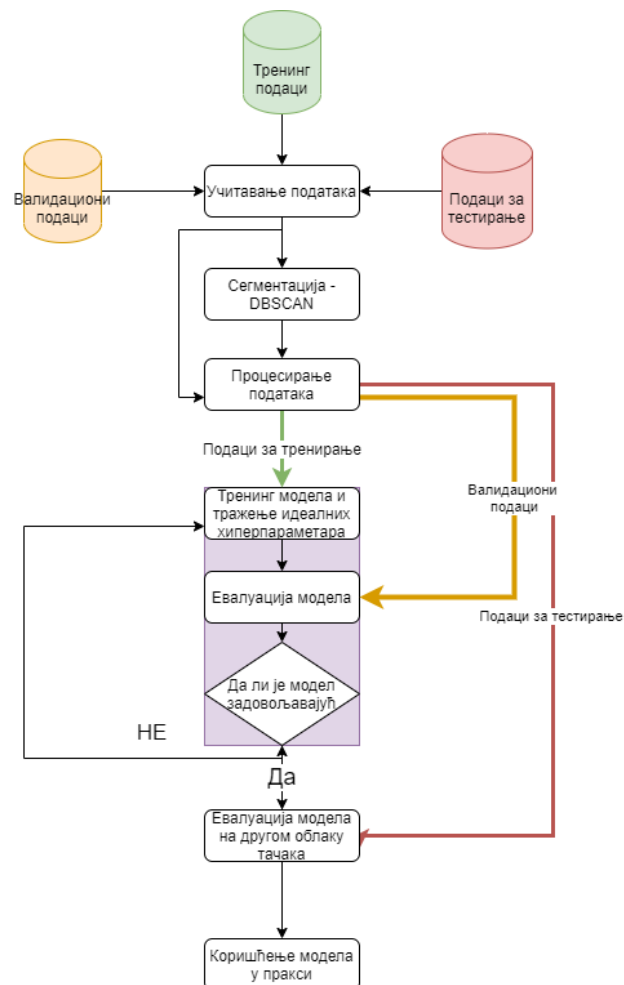 Тренинг
подаци
Валидациони
подаци
Учитавање података
Подаци за
тестирање
Сегментација -
DBSCAN
Процесирање
података
Подаци за тренирање
Валидациони
подаци
Тренинг модела и
тражење идеалних
хиперпараметара
Евалуација модела
Подаци за тестирање
Да ли је модел
задовољавајућ
НЕ
Да
Евалуација модела
на другом облаку
тачака
Коришћење модела
у пракси